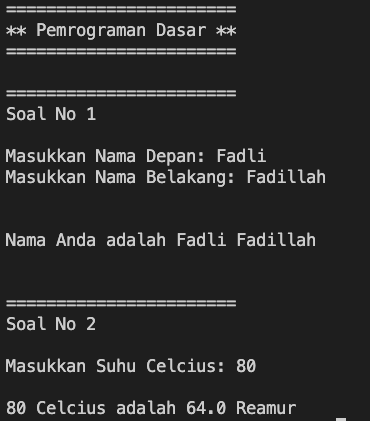 =======================
** Pemrograman Dasar **
=======================
=======================
Soal No 1
Masukkan Nama Depan: Fadli
Masukkan Nama Belakang: Fadillah
Nama Anda adalah Fadli Fadillah
=======================
Soal No 2
Masukkan Suhu Celcius: 80
80 Celcius adalah 64.0 Reamur